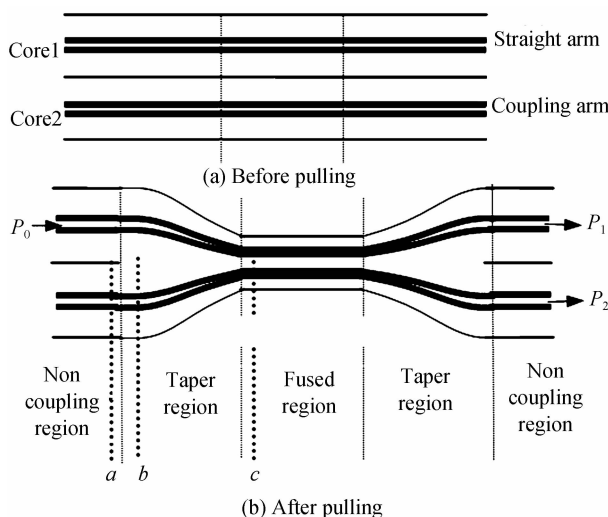 Core1
Straight arm
Core2
Coupling arm
(a) Before pulling
P0
P1
P2
Non coupling region
Taper region
Fused region
Taper region
Non coupling region
a
b
c
(b) After pulling